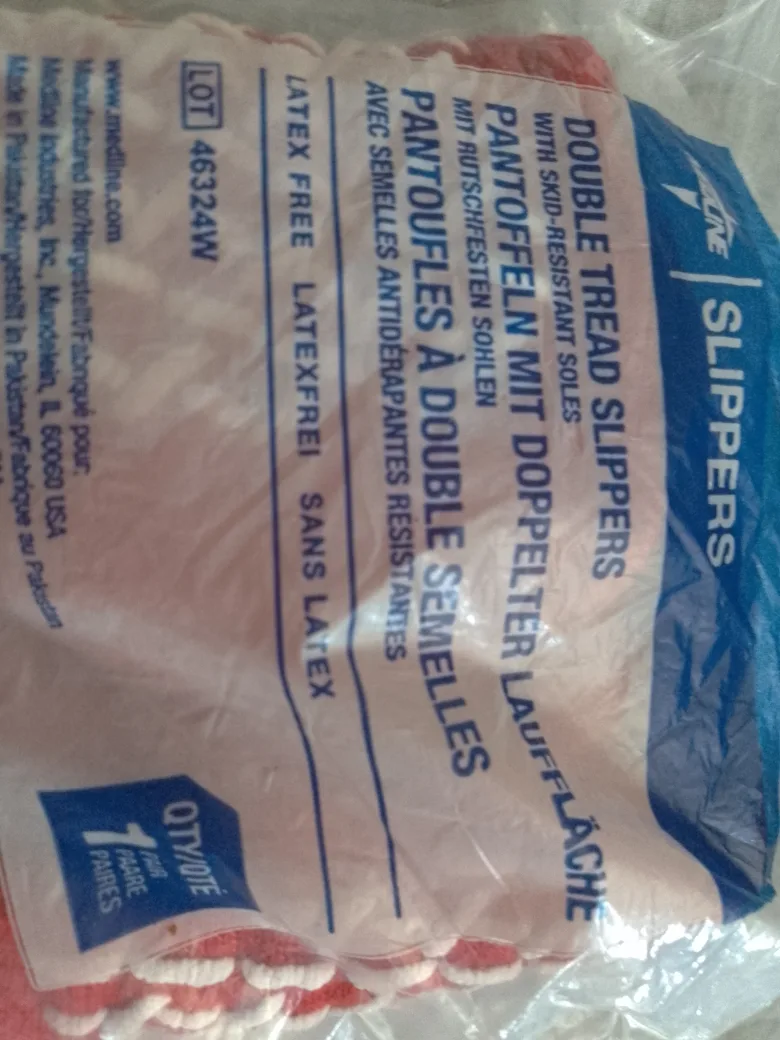 MEDLINE | SLIPPERS
DOUBLE TREAD SLIPPERS
WITH SKID-RESISTANT SOLES
PANTOFFELN MIT DOPPELTER LAUFFLÄCHE
MIT RUTSCHFESTEN SOHLEN
PANTOUFLES À DOUBLE SEMELLES
AVEC SEMELLES ANTIDÉRAPANTES RÉSISTANTES
LATEX FREE LATEXFREI SANS LATEX
LOT 46324W
www.medline.com
Manufactured for/Hergestellt/Fabriqué pour:
Medline Industries, Inc., Mundelein, IL 60060 USA
Made in Pakistan/Hergestellt in Pakistan/Fabrique au Pakistan
QTY/QTÉ
1 PAIR
PAARE
PAIRES